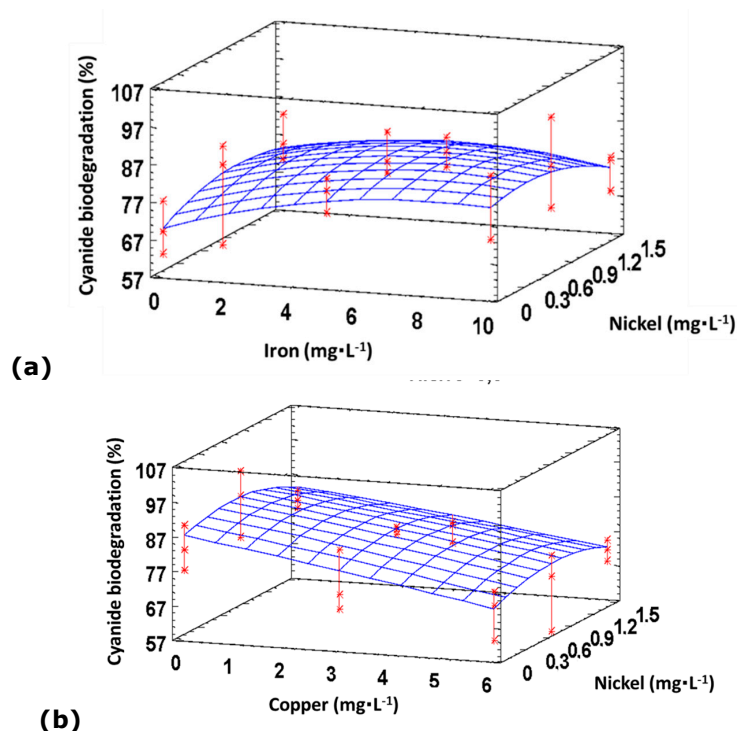 Cyanide biodegradation (%)
107
97
87
77
67
57
0 2 4 6 8 10
Iron (mg•L-1)
0 0.3 0.6 0.9 1.2 1.5
Nickel (mg•L-1)
(a)
Cyanide biodegradation (%)
107
97
87
77
67
57
0 1 2 3 4 5 6
Copper (mg•L-1)
0 0.3 0.6 0.9 1.2 1.5
Nickel (mg•L-1)
(b)